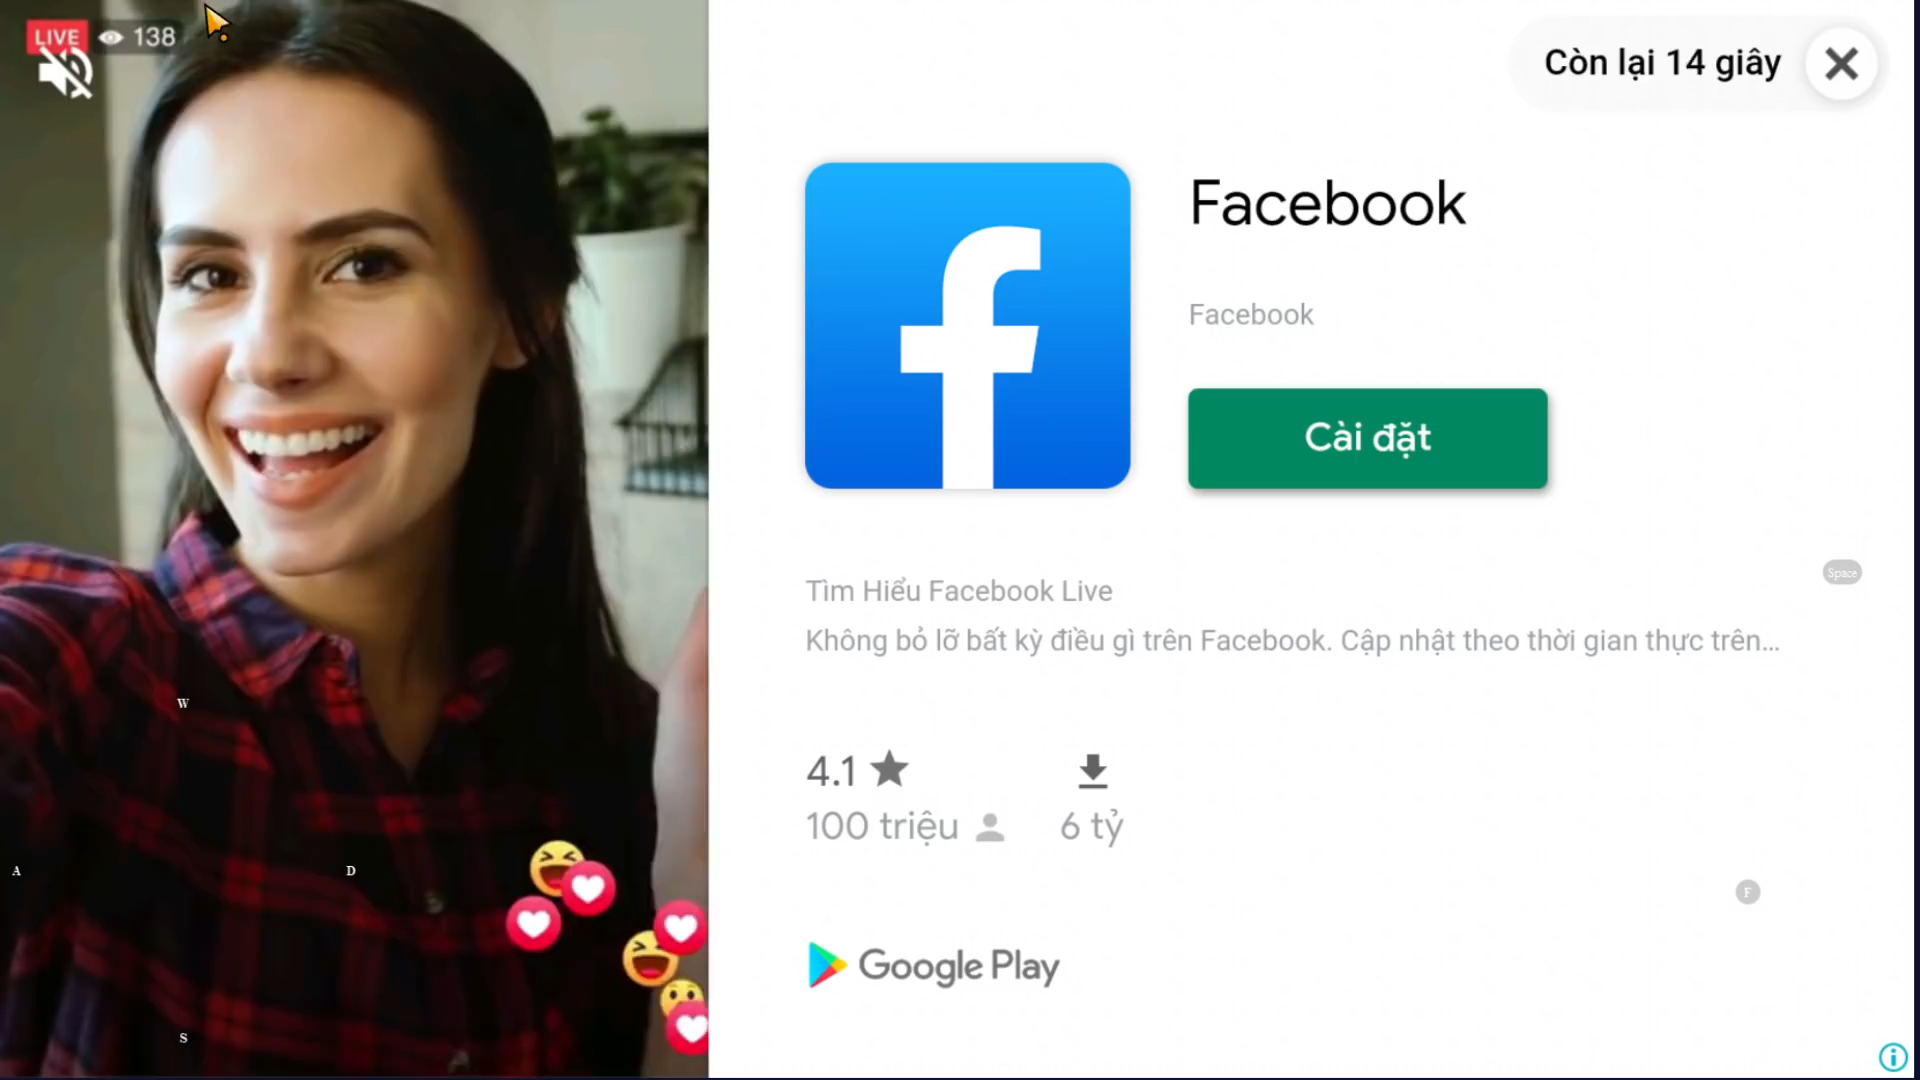 LIVE 138
Còn lại 14 giây
Facebook
Facebook
Cài đặt
Tìm Hiểu Facebook Live
Không bỏ lỡ bất kỳ điều gì trên Facebook. Cập nhật theo thời gian thực trên...
Space
W
4.1
100 triệu
6 tỷ
A
D
F
Google Play
S